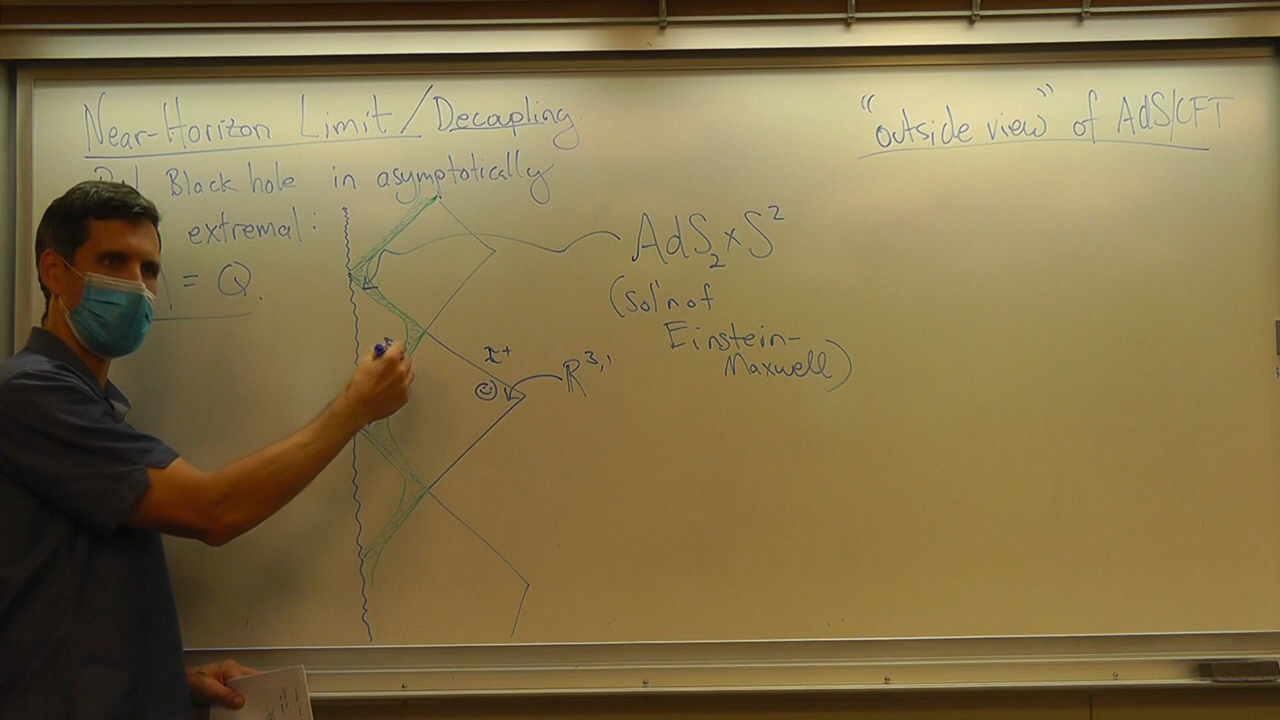 Near-Horizon Limit/Decoupling
Black hole in asymptotically
extremal:
= Q.
"outside view" of AdS/CFT
AdS₂ × S²
(Sol'n of
Einstein-
Maxwell)
I⁺
R³,¹